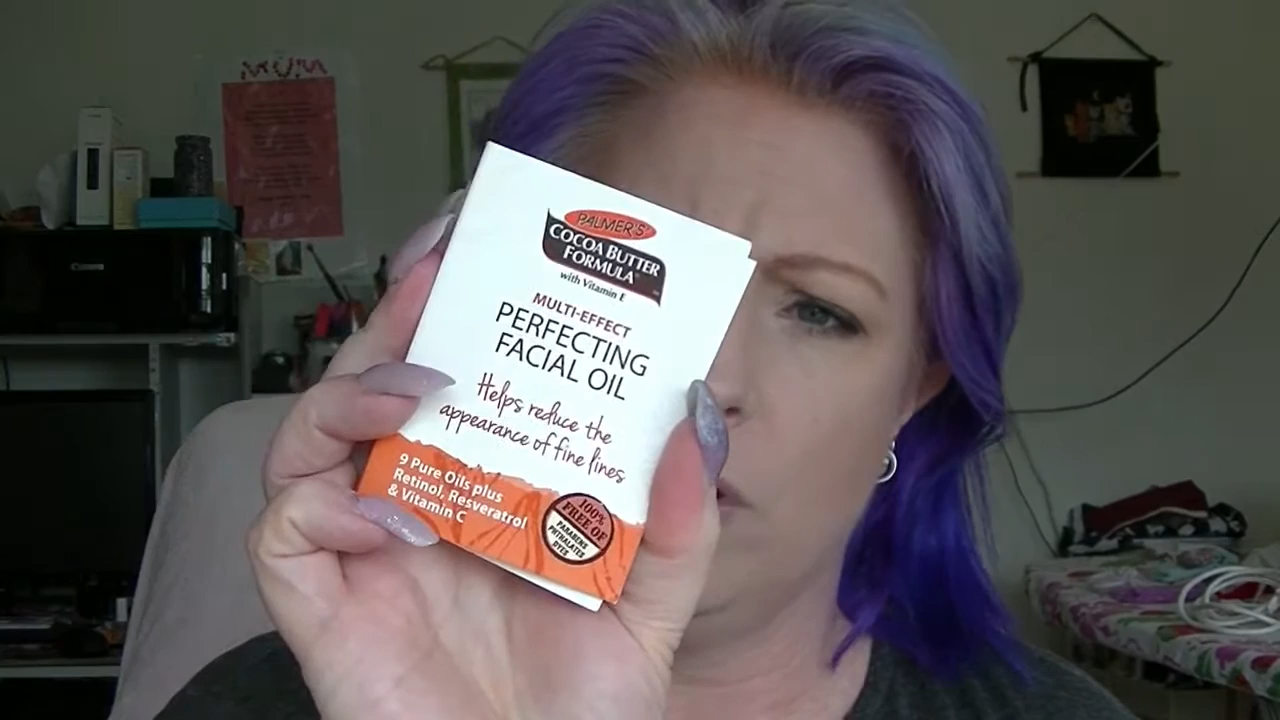 MUM
Canon
PALMER'S
COCOA BUTTER
FORMULA
with Vitamin E
MULTI-EFFECT
PERFECTING
FACIAL OIL
Helps reduce the
appearance of fine lines
9 Pure Oils plus
Retinol, Resveratrol
& Vitamin C
100%
FREE OF
PARABENS
PHTHALATES
DYES